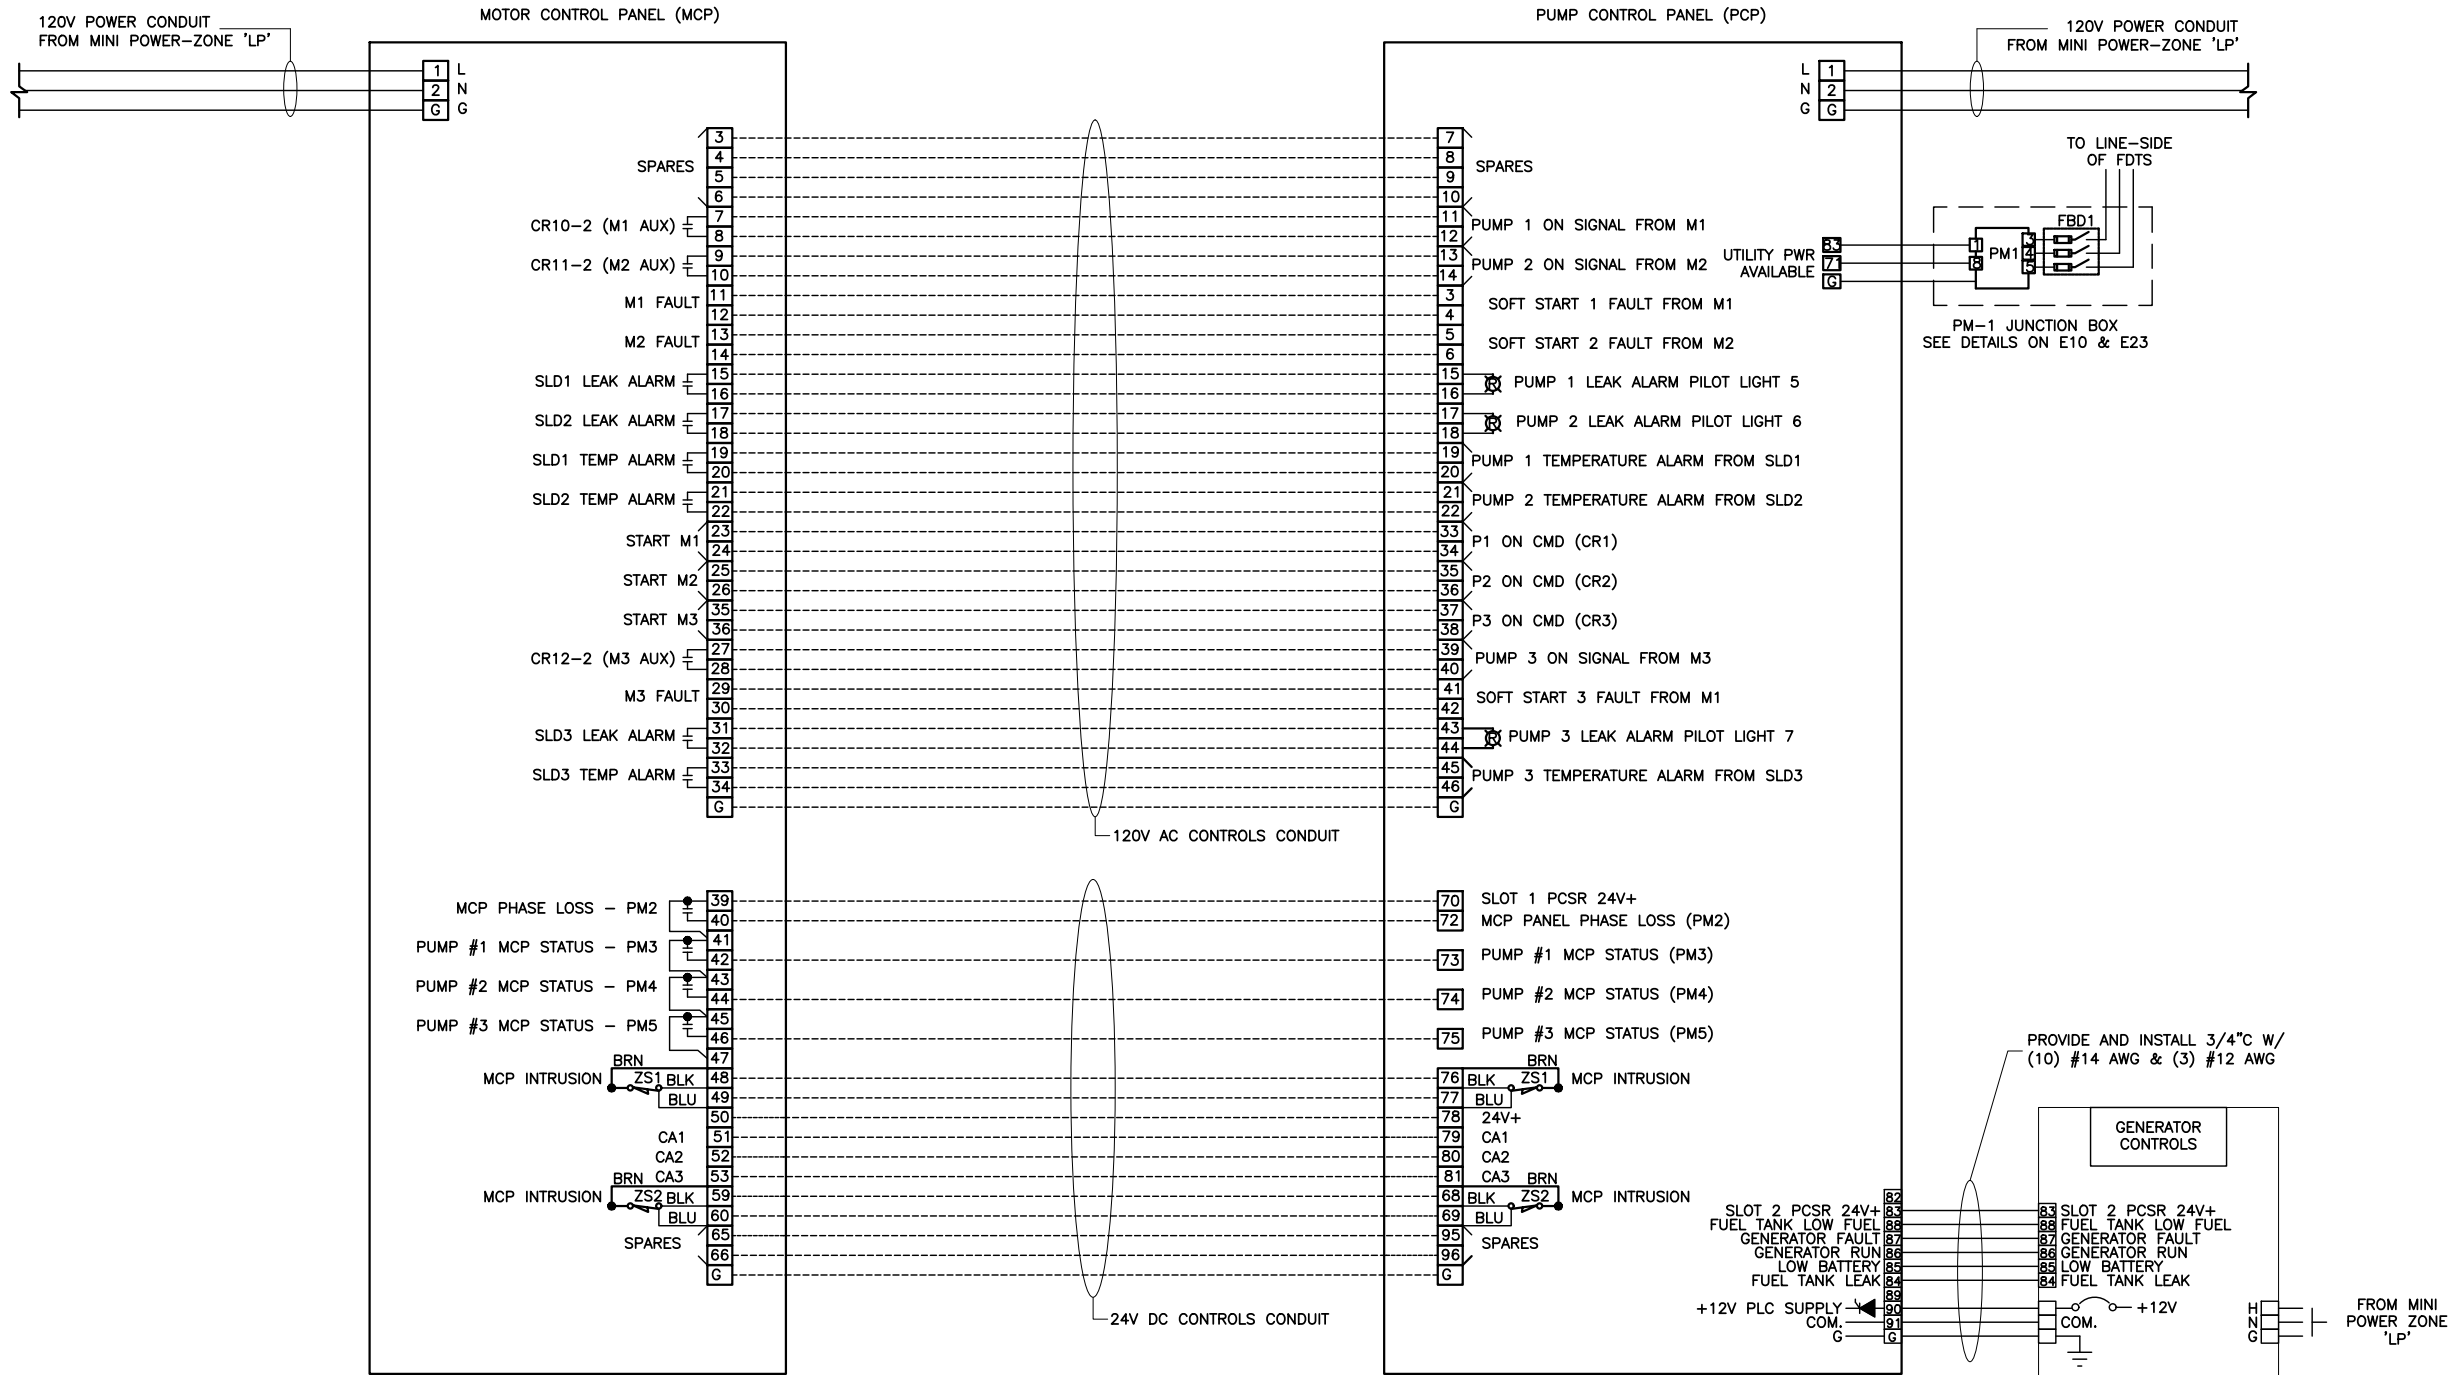 MOTOR CONTROL PANEL (MCP)
PUMP CONTROL PANEL (PCP)
120V POWER CONDUIT
FROM MINI POWER-ZONE 'LP'
1 L
2 N
G G
120V POWER CONDUIT
FROM MINI POWER-ZONE 'LP'
L 1
N 2
G G
3
4
SPARES
5
6
7
CR10-2 (M1 AUX)
8
9
CR11-2 (M2 AUX)
10
11
M1 FAULT
12
13
M2 FAULT
14
15
SLD1 LEAK ALARM
16
17
SLD2 LEAK ALARM
18
19
SLD1 TEMP ALARM
20
21
SLD2 TEMP ALARM
22
23
START M1
24
25
START M2
26
35
START M3
36
27
CR12-2 (M3 AUX)
28
29
M3 FAULT
30
31
SLD3 LEAK ALARM
32
33
SLD3 TEMP ALARM
34
G
120V AC CONTROLS CONDUIT
7
8
SPARES
9
10
11
PUMP 1 ON SIGNAL FROM M1
12
13
PUMP 2 ON SIGNAL FROM M2
14
3
SOFT START 1 FAULT FROM M1
4
5
SOFT START 2 FAULT FROM M2
6
15
R PUMP 1 LEAK ALARM PILOT LIGHT 5
16
17
R PUMP 2 LEAK ALARM PILOT LIGHT 6
18
19
PUMP 1 TEMPERATURE ALARM FROM SLD1
20
21
PUMP 2 TEMPERATURE ALARM FROM SLD2
22
33
P1 ON CMD (CR1)
34
35
P2 ON CMD (CR2)
36
37
P3 ON CMD (CR3)
38
39
PUMP 3 ON SIGNAL FROM M3
40
41
SOFT START 3 FAULT FROM M1
42
43
R PUMP 3 LEAK ALARM PILOT LIGHT 7
44
45
PUMP 3 TEMPERATURE ALARM FROM SLD3
46
G
TO LINE-SIDE
OF FDTS
FBD1
UTILITY PWR
AVAILABLE
83
71
G
1
8
PM1
3
4
5
PM-1 JUNCTION BOX
SEE DETAILS ON E10 & E23
39
MCP PHASE LOSS - PM2
40
41
PUMP #1 MCP STATUS - PM3
42
43
PUMP #2 MCP STATUS - PM4
44
45
PUMP #3 MCP STATUS - PM5
46
47
BRN
MCP INTRUSION ZS1 BLK 48
BLU 49
50
CA1 51
CA2 52
BRN CA3 53
MCP INTRUSION ZS2 BLK 59
BLU 60
65
SPARES
66
G
24V DC CONTROLS CONDUIT
70 SLOT 1 PCSR 24V+
72 MCP PANEL PHASE LOSS (PM2)
73 PUMP #1 MCP STATUS (PM3)
74 PUMP #2 MCP STATUS (PM4)
75 PUMP #3 MCP STATUS (PM5)
BRN
76 BLK ZS1 MCP INTRUSION
77 BLU
78 24V+
79 CA1
80 CA2
81 CA3 BRN
68 BLK ZS2 MCP INTRUSION
69 BLU
95
SPARES
96
G
PROVIDE AND INSTALL 3/4"C W/
(10) #14 AWG & (3) #12 AWG
GENERATOR
CONTROLS
82
SLOT 2 PCSR 24V+ 83
FUEL TANK LOW FUEL 88
GENERATOR FAULT 87
GENERATOR RUN 86
LOW BATTERY 85
FUEL TANK LEAK 84
89
+12V PLC SUPPLY 90
COM. 91
G G
83 SLOT 2 PCSR 24V+
88 FUEL TANK LOW FUEL
87 GENERATOR FAULT
86 GENERATOR RUN
85 LOW BATTERY
84 FUEL TANK LEAK
+12V
COM.
H
N
G
FROM MINI
POWER ZONE
'LP'